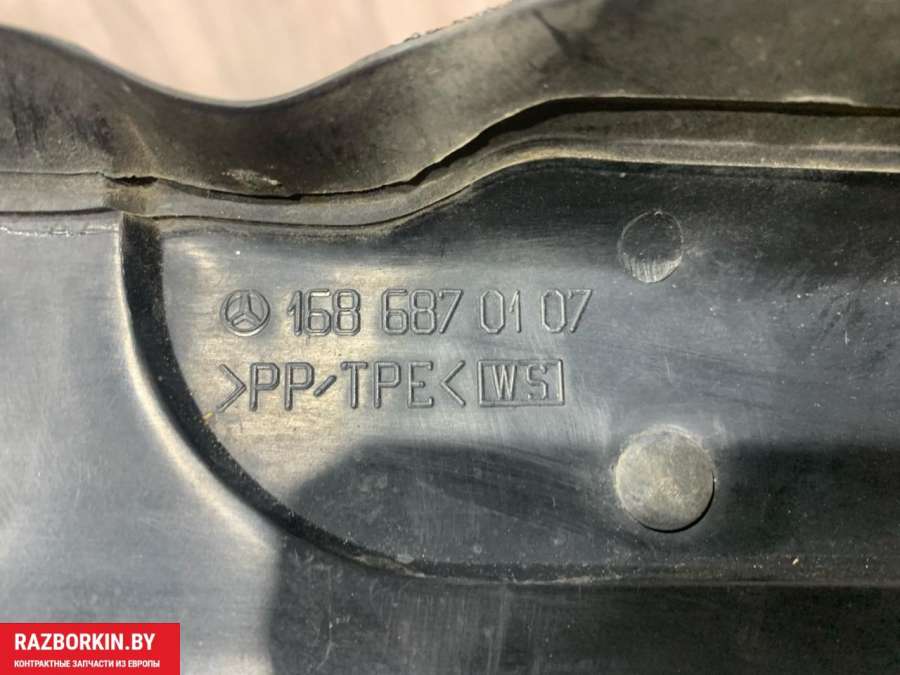 168 687 01 07
>PP/TPE< WS
RAZBORKIN.BY
КОНТРАКТНЫЕ ЗАПЧАСТИ ИЗ ЕВРОПЫ